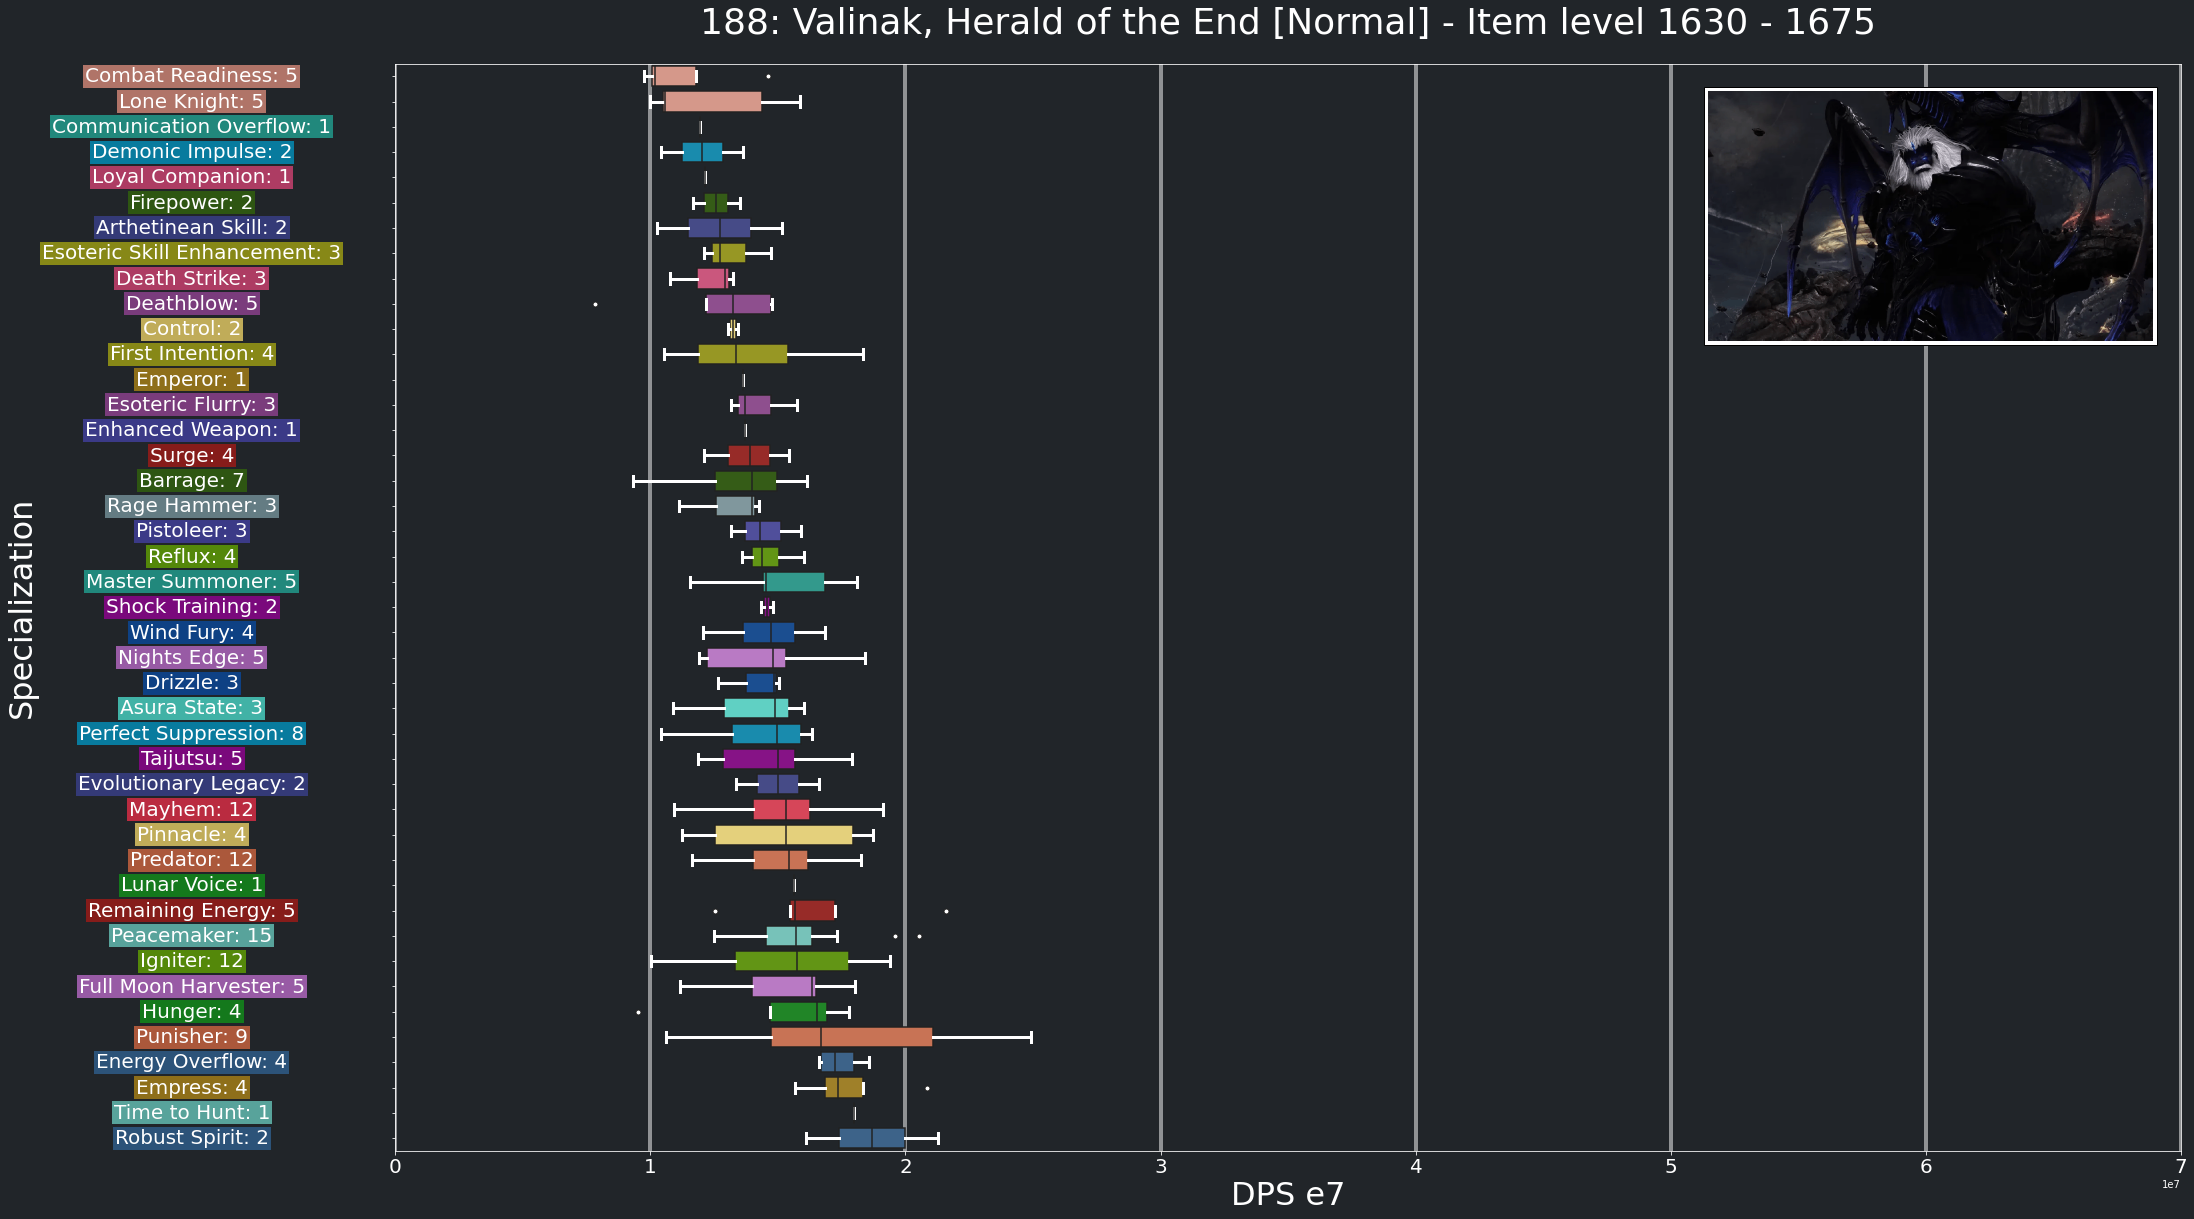 188: Valinak, Herald of the End [Normal] - Item level 1630 - 1675
Combat Readiness: 5
Lone Knight: 5
Communication Overflow: 1
Demonic Impulse: 2
Loyal Companion: 1
Firepower: 2
Arthetinean Skill: 2
Esoteric Skill Enhancement: 3
Death Strike: 3
Deathblow: 5
Control: 2
First Intention: 4
Emperor: 1
Esoteric Flurry: 3
Enhanced Weapon: 1
Surge: 4
Barrage: 7
Rage Hammer: 3
Pistoleer: 3
Reflux: 4
Master Summoner: 5
Shock Training: 2
Wind Fury: 4
Nights Edge: 5
Drizzle: 3
Asura State: 3
Perfect Suppression: 8
Taijutsu: 5
Evolutionary Legacy: 2
Mayhem: 12
Pinnacle: 4
Predator: 12
Lunar Voice: 1
Remaining Energy: 5
Peacemaker: 15
Igniter: 12
Full Moon Harvester: 5
Hunger: 4
Punisher: 9
Energy Overflow: 4
Empress: 4
Time to Hunt: 1
Robust Spirit: 2
Specialization
0 1 2 3 4 5 6 7
DPS e7
1e7